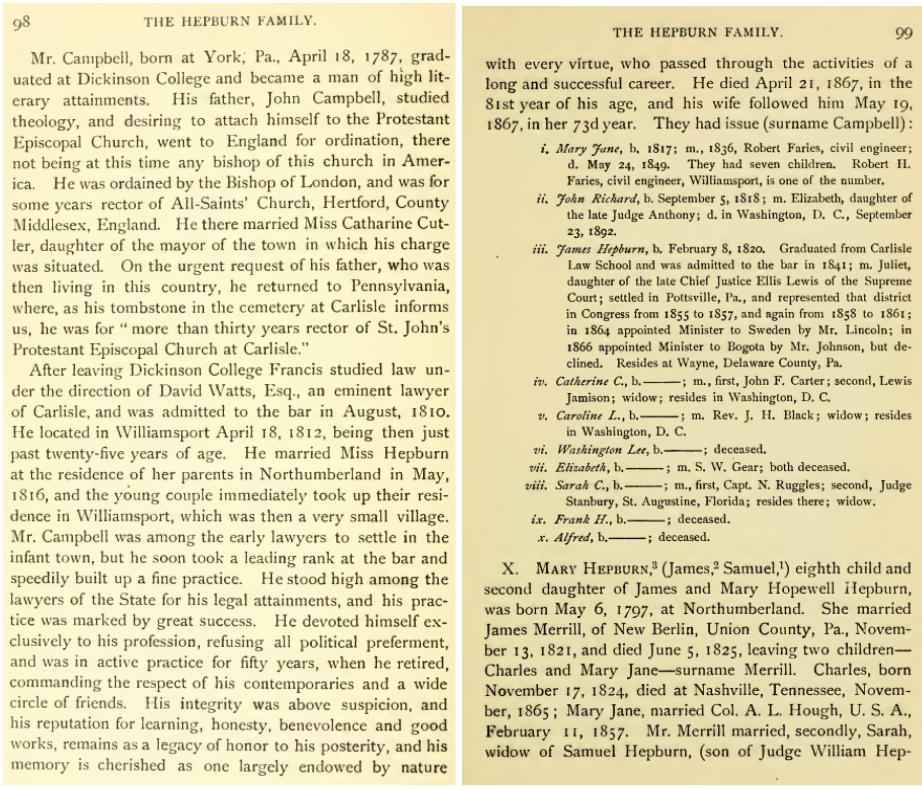 98 THE HEPBURN FAMILY.
Mr. Campbell, born at York, Pa., April 18, 1787, grad-
uated at Dickinson College and became a man of high lit-
erary attainments. His father, John Campbell, studied
theology, and desiring to attach himself to the Protestant
Episcopal Church, went to England for ordination, there
not being at this time any bishop of this church in Amer-
ica. He was ordained by the Bishop of London, and was for
some years rector of All-Saints' Church, Hertford, County
Middlesex, England. He there married Miss Catharine Cut-
ler, daughter of the mayor of the town in which his charge
was situated. On the urgent request of his father, who was
then living in this country, he returned to Pennsylvania,
where, as his tombstone in the cemetery at Carlisle informs
us, he was for " more than thirty years rector of St. John's
Protestant Episcopal Church at Carlisle."
After leaving Dickinson College Francis studied law un-
der the direction of David Watts, Esq., an eminent lawyer
of Carlisle, and was admitted to the bar in August, 1810.
He located in Williamsport April 18, 1812, being then just
past twenty-five years of age. He married Miss Hepburn
at the residence of her parents in Northumberland in May,
1816, and the young couple immediately took up their resi-
dence in Williamsport, which was then a very small village.
Mr. Campbell was among the early lawyers to settle in the
infant town, but he soon took a leading rank at the bar and
speedily built up a fine practice. He stood high among the
lawyers of the State for his legal attainments, and his prac-
tice was marked by great success. He devoted himself ex-
clusively to his profession, refusing all political preferment,
and was in active practice for fifty years, when he retired,
commanding the respect of his contemporaries and a wide
circle of friends. His integrity was above suspicion, and
his reputation for learning, honesty, benevolence and good
works, remains as a legacy of honor to his posterity, and his
memory is cherished as one largely endowed by nature
THE HEPBURN FAMILY. 99
with every virtue, who passed through the activities of a
long and successful career. He died April 21, 1867, in the
81st year of his age, and his wife followed him May 19,
1867, in her 73d year. They had issue (surname Campbell) :
i. Mary Jane, b. 1817; m., 1836, Robert Faries, civil engineer;
d. May 24, 1849. They had seven children. Robert H.
Faries, civil engineer, Williamsport, is one of the number.
ii. John Richard, b. September 5, 1818; m. Elizabeth, daughter of
the late Judge Anthony; d. in Washington, D. C., September
23, 1892.
iii. James Hepburn, b. February 8, 1820. Graduated from Carlisle
Law School and was admitted to the bar in 1841; m. Juliet,
daughter of the late Chief Justice Ellis Lewis of the Supreme
Court; settled in Pottsville, Pa., and represented that district
in Congress from 1855 to 1857, and again from 1858 to 1861;
in 1864 appointed Minister to Sweden by Mr. Lincoln; in
1866 appointed Minister to Bogota by Mr. Johnson, but de-
clined. Resides at Wayne, Delaware County, Pa.
iv. Catherine C., b.———; m., first, John F. Carter; second, Lewis
Jamison; widow; resides in Washington, D. C.
v. Caroline L., b.———; m. Rev. J. H. Black; widow; resides
in Washington, D. C.
vi. Washington Lee, b.———; deceased.
vii. Elizabeth, b.———; m. S. W. Gear; both deceased.
viii. Sarah C., b.———; m., first, Capt. N. Ruggles; second, Judge
Stanbury, St. Augustine, Florida; resides there; widow.
ix. Frank H., b.———; deceased.
x. Alfred, b.———; deceased.
X. MARY HEPBURN,³ (James,² Samuel,¹) eighth child and
second daughter of James and Mary Hopewell Hepburn,
was born May 6, 1797, at Northumberland. She married
James Merrill, of New Berlin, Union County, Pa., Novem-
ber 13, 1821, and died June 5, 1825, leaving two children—
Charles and Mary Jane—surname Merrill. Charles, born
November 17, 1824, died at Nashville, Tennessee, Novem-
ber, 1865; Mary Jane, married Col. A. L. Hough, U. S. A.,
February 11, 1857. Mr. Merrill married, secondly, Sarah,
widow of Samuel Hepburn, (son of Judge William Hep-